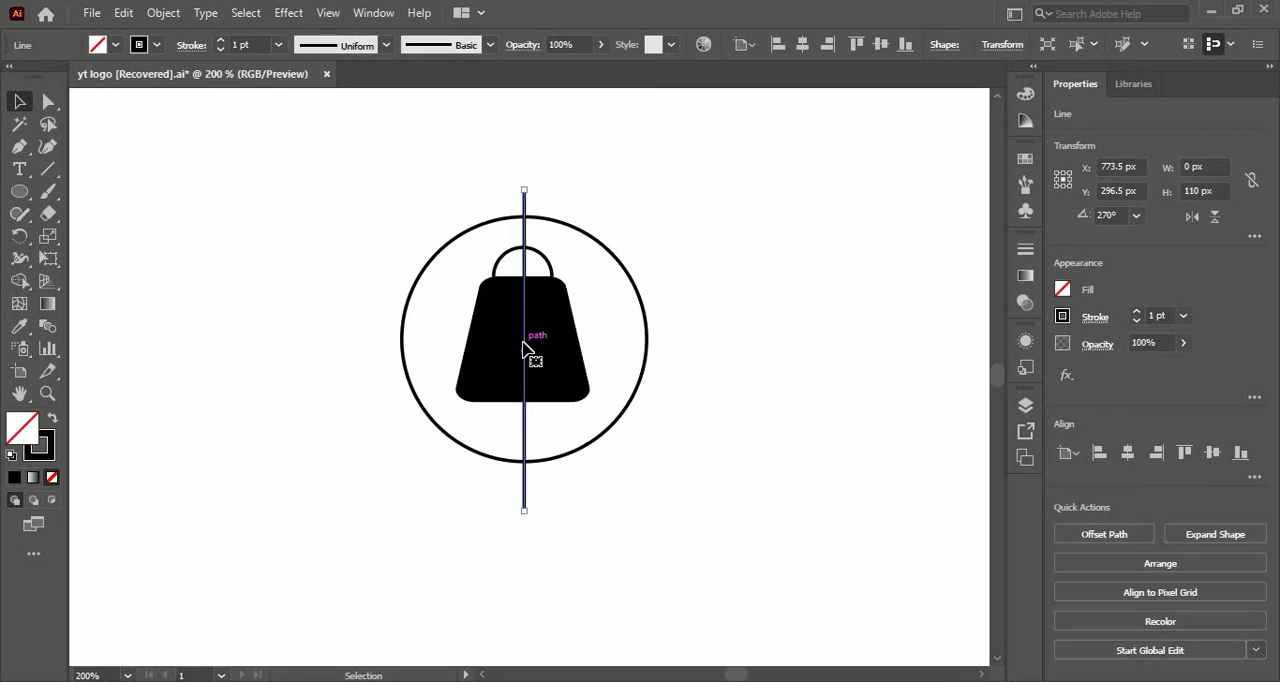 Ai File Edit Object Type Select Effect View Window Help Search Adobe Help
Line Stroke: 1 pt Uniform Basic Opacity: 100% Style: Shape: Transform
yt logo [Recovered].ai* @ 200 % (RGB/Preview) ×
Properties Libraries
Line
Transform
X: 773.5 px W: 0 px
Y: 296.5 px H: 110 px
270°
Appearance
Fill
Stroke 1 pt
Opacity 100%
fx.
Align
Quick Actions
Offset Path Expand Shape
Arrange
Align to Pixel Grid
Recolor
Start Global Edit
path
T
200% 1 Selection